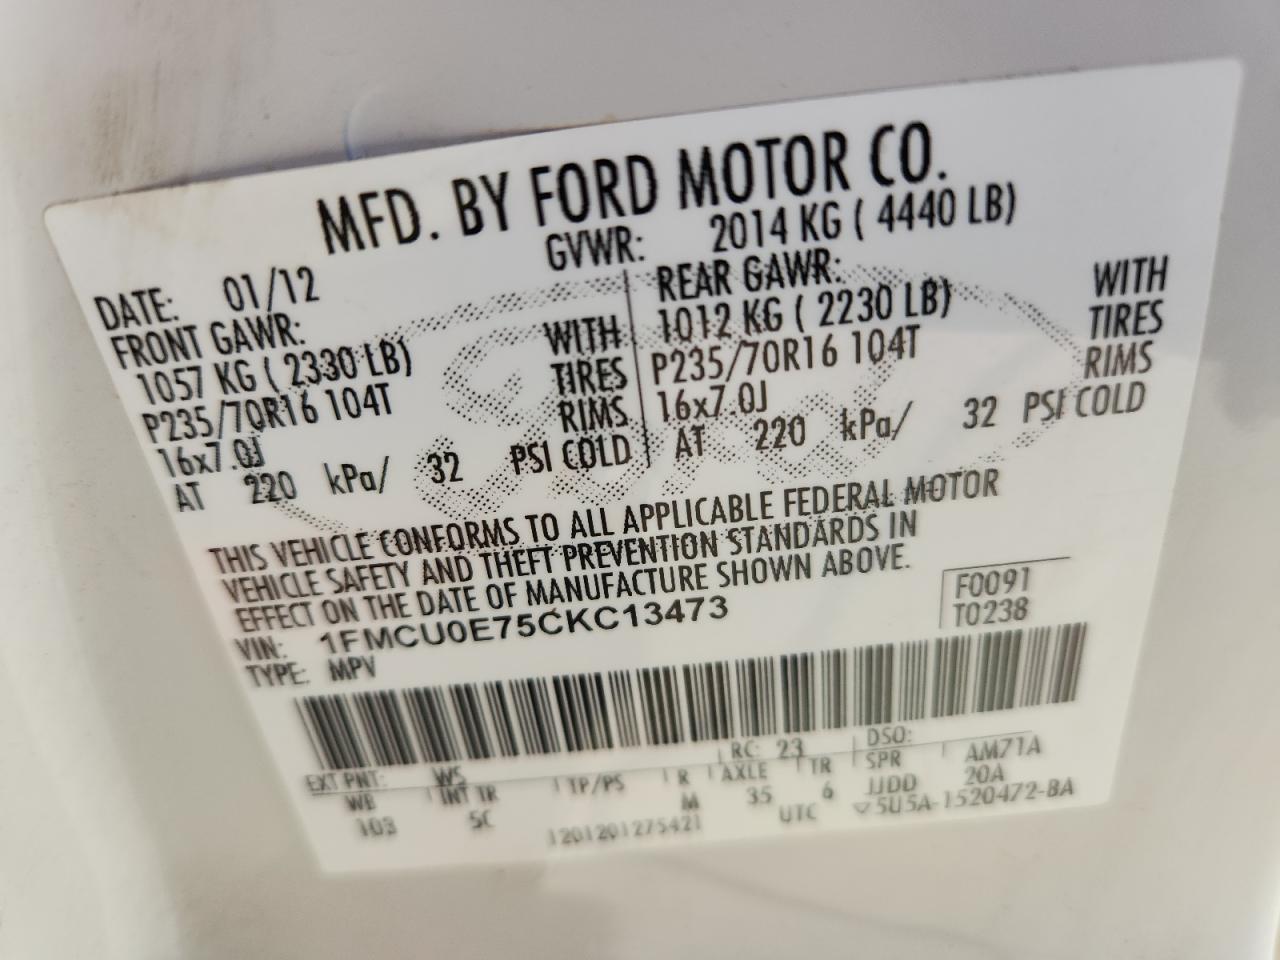 MFD. BY FORD MOTOR CO.
DATE: 01/12 GVWR: 2014 KG ( 4440 LB)
FRONT GAWR:
1057 KG ( 2330 LB) WITH
P235/70R16 104T TIRES
16x7.0J RIMS
AT 220 kPa/ 32 PSI COLD
REAR GAWR:
1012 KG ( 2230 LB) WITH
P235/70R16 104T TIRES
16x7.0J RIMS
AT 220 kPa/ 32 PSI COLD
THIS VEHICLE CONFORMS TO ALL APPLICABLE FEDERAL MOTOR
VEHICLE SAFETY AND THEFT PREVENTION STANDARDS IN
EFFECT ON THE DATE OF MANUFACTURE SHOWN ABOVE.
VIN: 1FMCU0E75CKC13473
TYPE: MPV
F0091
T0238
EXT PNT: WS RC: 23 DSO:
WB INT TR TP/PS R AXLE TR SPR AM71A
103 5C M 35 6 JJDD 20A
1201201275421 UTC ▽5U5A-1520472-BA